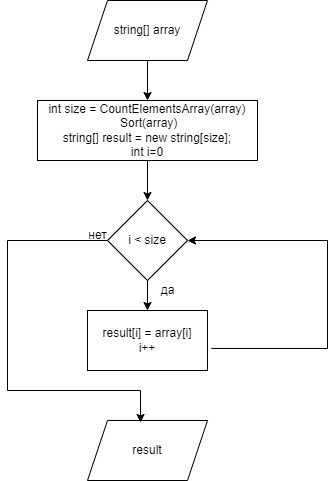 string[] array
int size = CountElementsArray(array)
Sort(array)
string[] result = new string[size];
int i=0
нет
i < size
да
result[i] = array[i]
i++
result